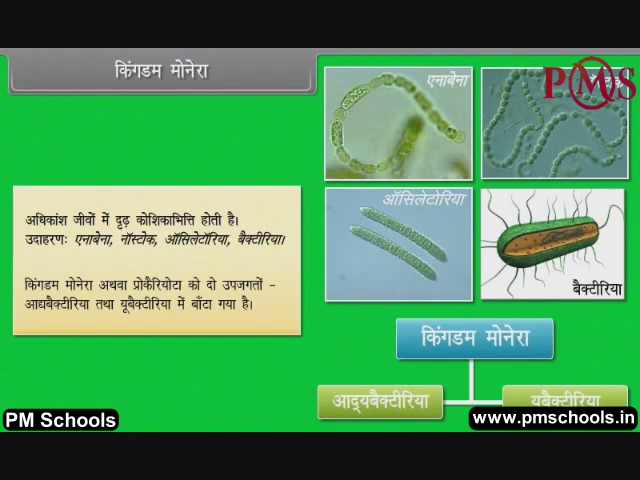 किंगडम मोनेरा
एनाबेना
PMS
ऑसिलेटोरिया
बैक्टीरिया
अधिकांश जीवों में दृढ़ कोशिकाभित्ति होती है।
उदाहरणः एनाबेना, नॉस्टोक, ऑसिलेटॉरिया, बैक्टीरिया।
किंगडम मोनेरा अथवा प्रोकैरियोटा को दो उपजगतों -
आद्यबैक्टीरिया तथा यूबैक्टीरिया में बाँटा गया है।
किंगडम मोनेरा
आद्यबैक्टीरिया
यूबैक्टीरिया
PM Schools
www.pmschools.in